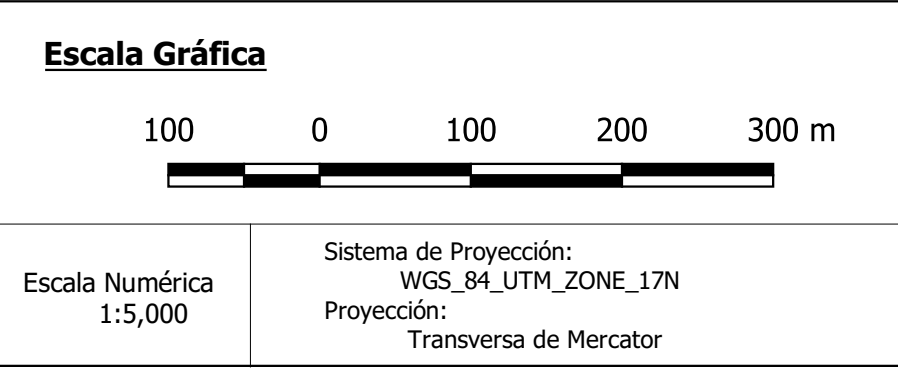 Escala Gráfica
100 0 100 200 300 m
Escala Numérica
1:5,000
Sistema de Proyección:
WGS_84_UTM_ZONE_17N
Proyección:
Transversa de Mercator